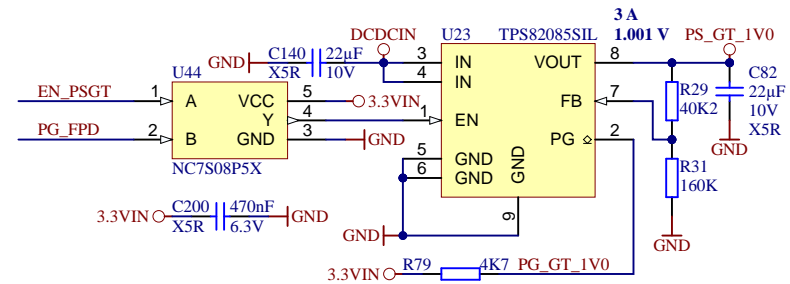 3 A
1.001 V
DCDCIN
U23
TPS82085SIL
PS_GT_1V0
GND
C140
22µF
X5R
10V
3
IN
4
IN
VOUT
8
U44
EN_PSGT
1
A
VCC
5
3.3VIN
Y
4
1
EN
FB
7
R29
40K2
C82
22µF
10V
X5R
GND
PG_FPD
2
B
GND
3
GND
NC7S08P5X
PG
2
5
GND
6
GND
GND
9
R31
160K
GND
3.3VIN
C200
470nF
X5R
6.3V
GND
GND
3.3VIN
R79
4K7
PG_GT_1V0